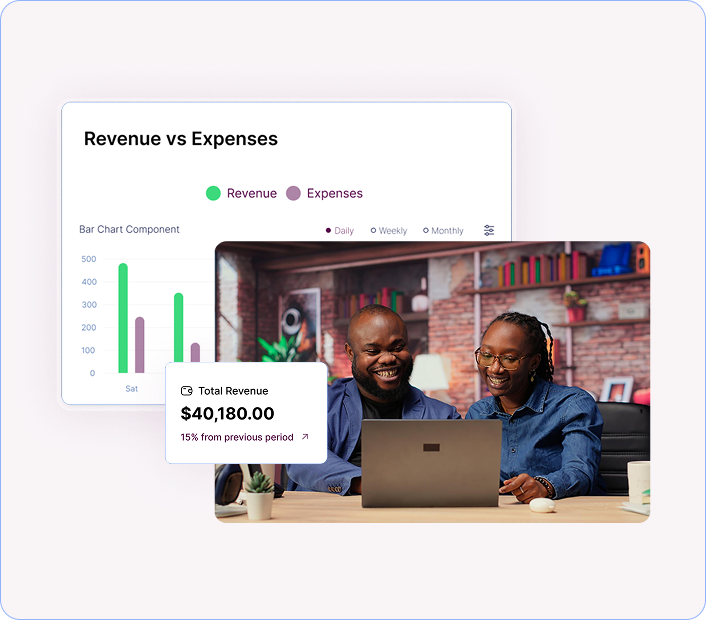 Revenue vs Expenses
Revenue Expenses
Bar Chart Component
Daily Weekly Monthly
500
400
300
200
100
0
Sat
Total Revenue
$40,180.00
15% from previous period